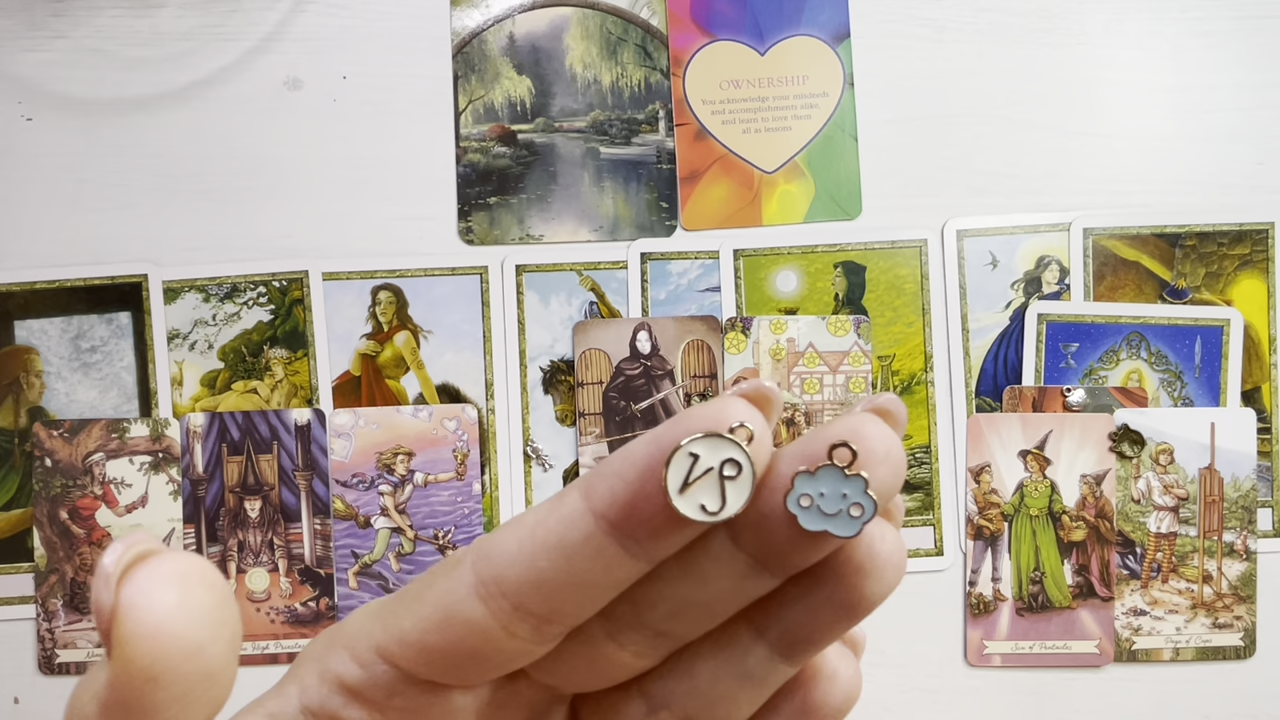 OWNERSHIP
You acknowledge your misdeeds
and accomplishments alike,
and learn to love them
all as lessons
High Priestess
Six of Pentacles
Page of Cups